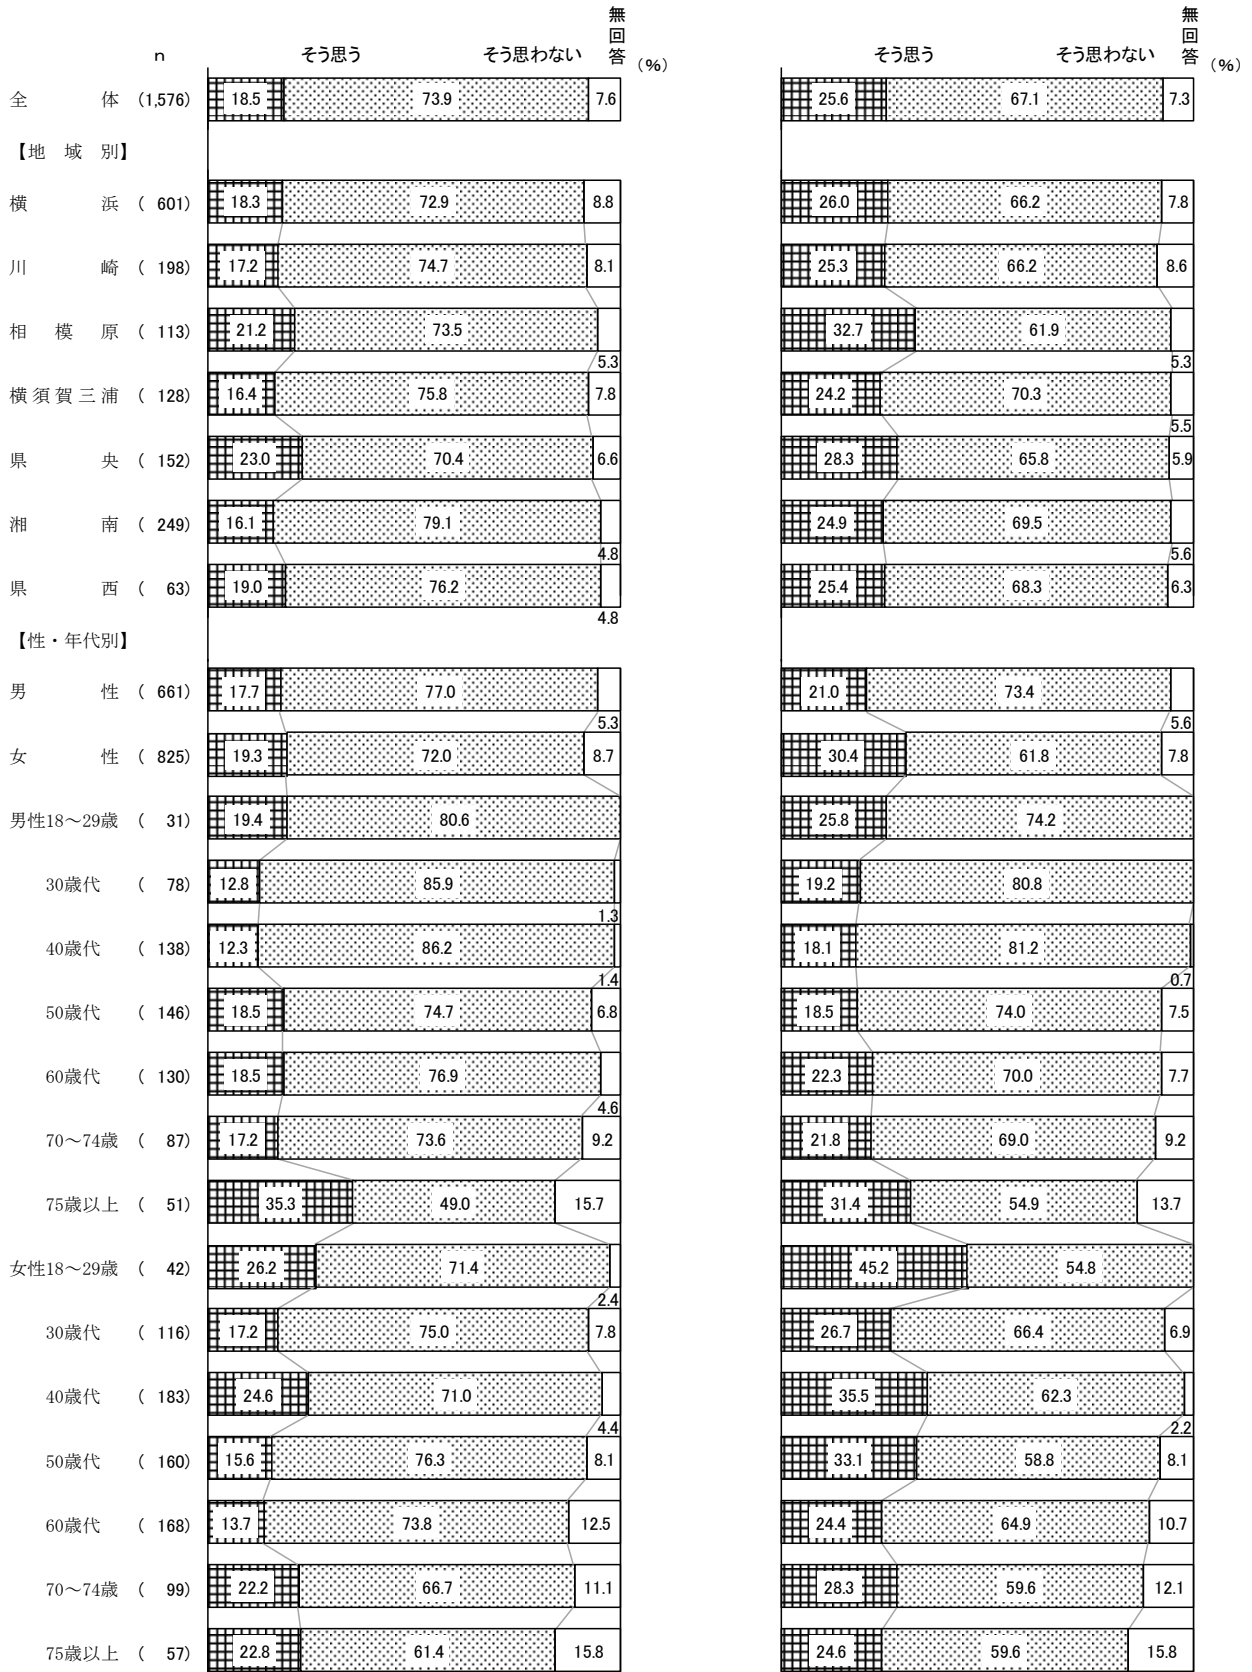 無回答 無回答
n そう思う そう思わない (%) そう思う そう思わない (%)
全体 (1,576) 18.5 73.9 7.6 25.6 67.1 7.3
【地域別】
横浜 ( 601) 18.3 72.9 8.8 26.0 66.2 7.8
川崎 ( 198) 17.2 74.7 8.1 25.3 66.2 8.6
相模原 ( 113) 21.2 73.5 5.3 32.7 61.9 5.3
横須賀三浦 ( 128) 16.4 75.8 7.8 24.2 70.3 5.5
県央 ( 152) 23.0 70.4 6.6 28.3 65.8 5.9
湘南 ( 249) 16.1 79.1 4.8 24.9 69.5 5.6
県西 ( 63) 19.0 76.2 4.8 25.4 68.3 6.3
【性・年代別】
男性 ( 661) 17.7 77.0 5.3 21.0 73.4 5.6
女性 ( 825) 19.3 72.0 8.7 30.4 61.8 7.8
男性18～29歳 ( 31) 19.4 80.6 25.8 74.2
30歳代 ( 78) 12.8 85.9 1.3 19.2 80.8
40歳代 ( 138) 12.3 86.2 1.4 18.1 81.2 0.7
50歳代 ( 146) 18.5 74.7 6.8 18.5 74.0 7.5
60歳代 ( 130) 18.5 76.9 4.6 22.3 70.0 7.7
70～74歳 ( 87) 17.2 73.6 9.2 21.8 69.0 9.2
75歳以上 ( 51) 35.3 49.0 15.7 31.4 54.9 13.7
女性18～29歳 ( 42) 26.2 71.4 2.4 45.2 54.8
30歳代 ( 116) 17.2 75.0 7.8 26.7 66.4 6.9
40歳代 ( 183) 24.6 71.0 4.4 35.5 62.3 2.2
50歳代 ( 160) 15.6 76.3 8.1 33.1 58.8 8.1
60歳代 ( 168) 13.7 73.8 12.5 24.4 64.9 10.7
70～74歳 ( 99) 22.2 66.7 11.1 28.3 59.6 12.1
75歳以上 ( 57) 22.8 61.4 15.8 24.6 59.6 15.8